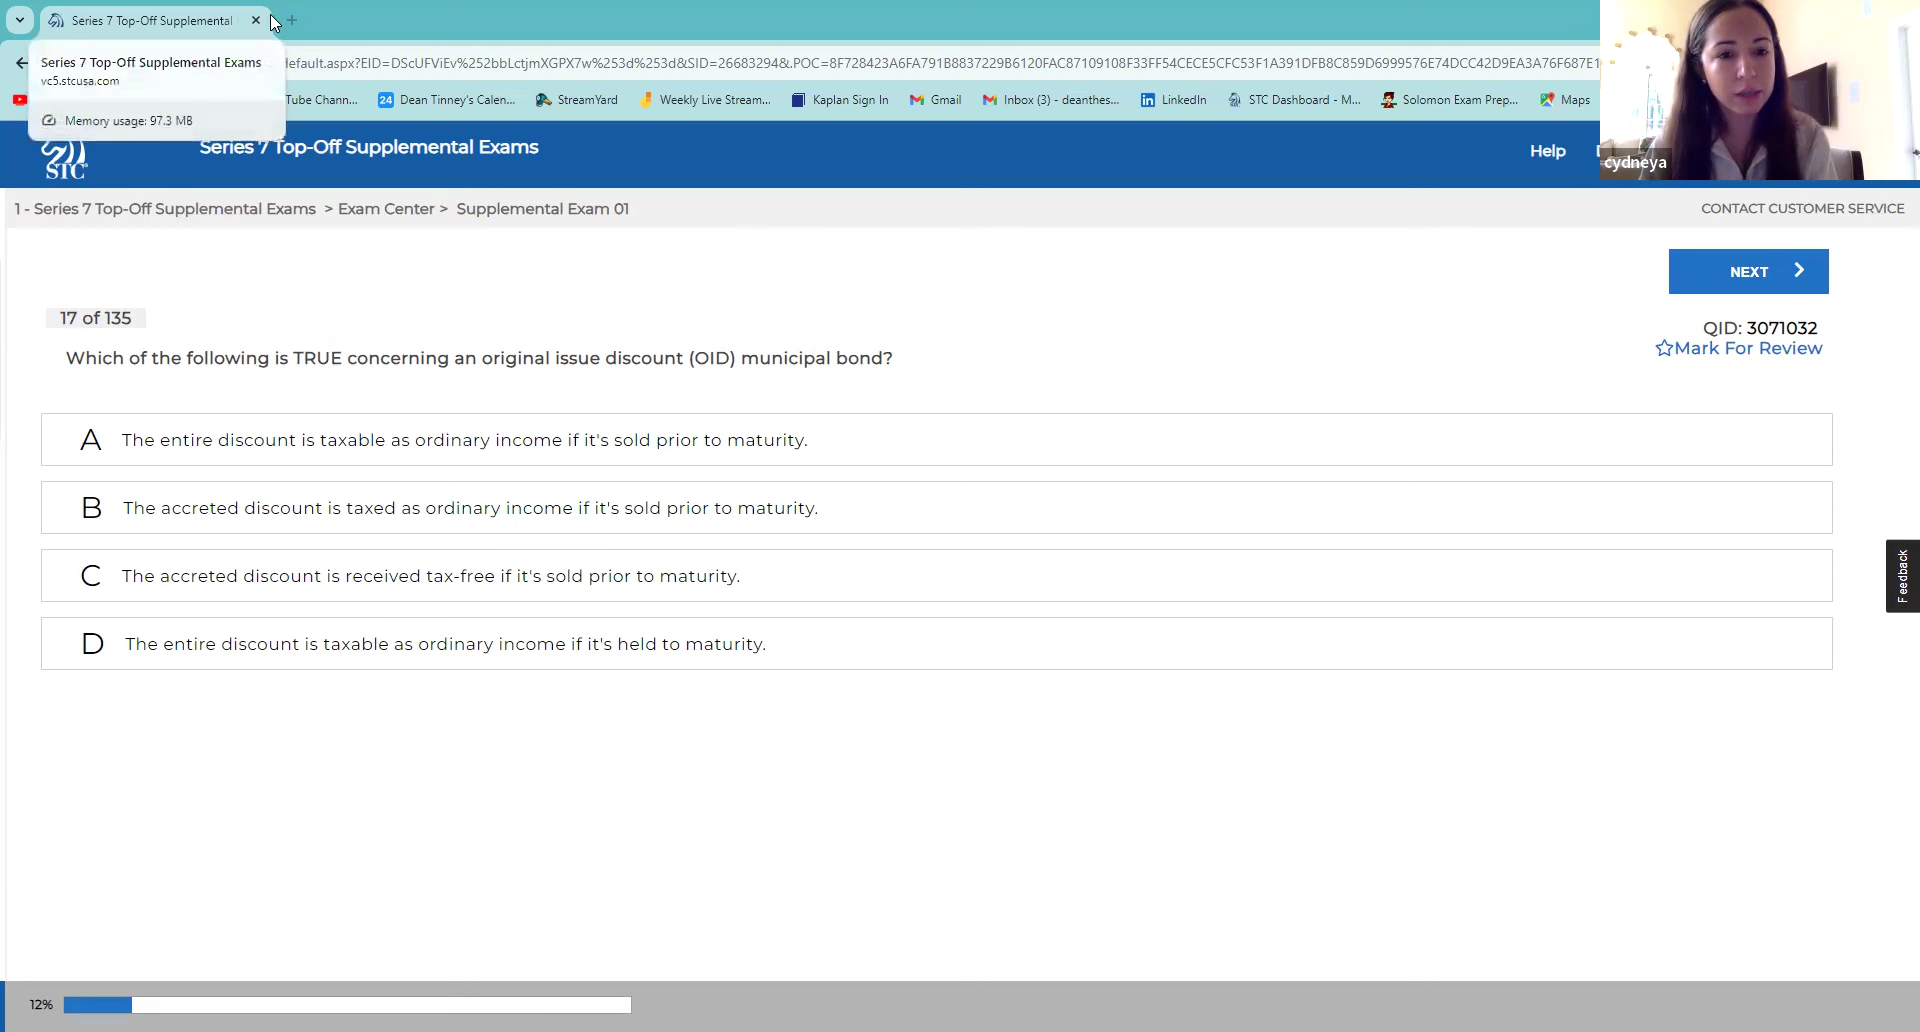 Series 7 Top-Off Supplemental
Series 7 Top-Off Supplemental Exams
vc5.stcusa.com
Memory usage: 97.3 MB
default.aspx?EID=DScUFViEv%252bbLctjmXGPX7w%253d%253d&SID=26683294&.POC=8F728423A6FA791B8837229B6120FAC87109108F33FF54CECE5CFC53F1A391DFB8C859D6999576E74DCC42D9EA3A76F687E1
Tube Chann... 24 Dean Tinney's Calen... StreamYard Weekly Live Stream... Kaplan Sign In Gmail Inbox (3) - deanthes... LinkedIn STC Dashboard - M... Solomon Exam Prep... Maps
STC
Series 7 Top-Off Supplemental Exams
Help
cydneya
1 - Series 7 Top-Off Supplemental Exams > Exam Center > Supplemental Exam 01
CONTACT CUSTOMER SERVICE
NEXT
17 of 135
QID: 3071032
Mark For Review
Which of the following is TRUE concerning an original issue discount (OID) municipal bond?
A The entire discount is taxable as ordinary income if it's sold prior to maturity.
B The accreted discount is taxed as ordinary income if it's sold prior to maturity.
C The accreted discount is received tax-free if it's sold prior to maturity.
D The entire discount is taxable as ordinary income if it's held to maturity.
Feedback
12%